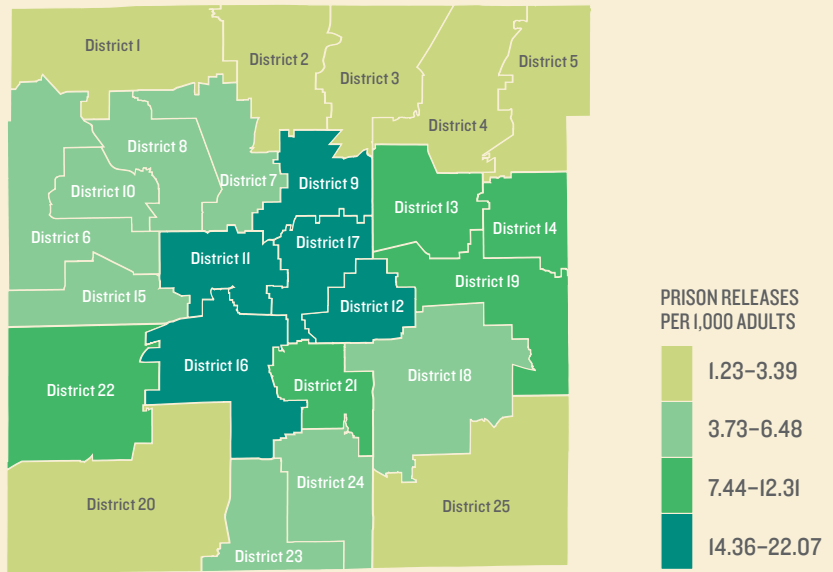 District 1
District 2
District 3
District 5
District 4
District 8
District 7
District 9
District 10
District 13
District 6
District 14
District 17
District 11
District 19
District 15
District 12
District 16
District 18
District 22
District 21
District 20
District 24
District 25
District 23
PRISON RELEASES
PER 1,000 ADULTS
1.23–3.39
3.73–6.48
7.44–12.31
14.36–22.07